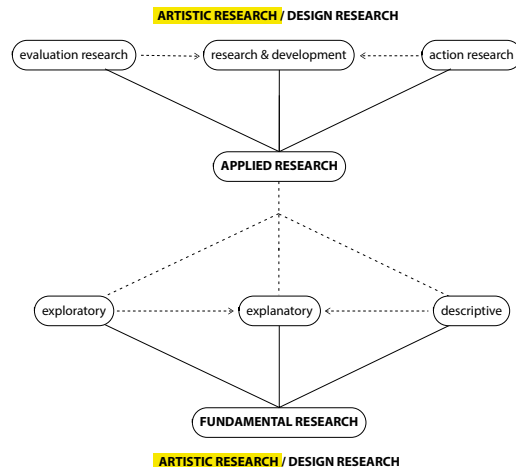 ARTISTIC RESEARCH / DESIGN RESEARCH
evaluation research
research & development
action research
APPLIED RESEARCH
exploratory
explanatory
descriptive
FUNDAMENTAL RESEARCH
ARTISTIC RESEARCH / DESIGN RESEARCH